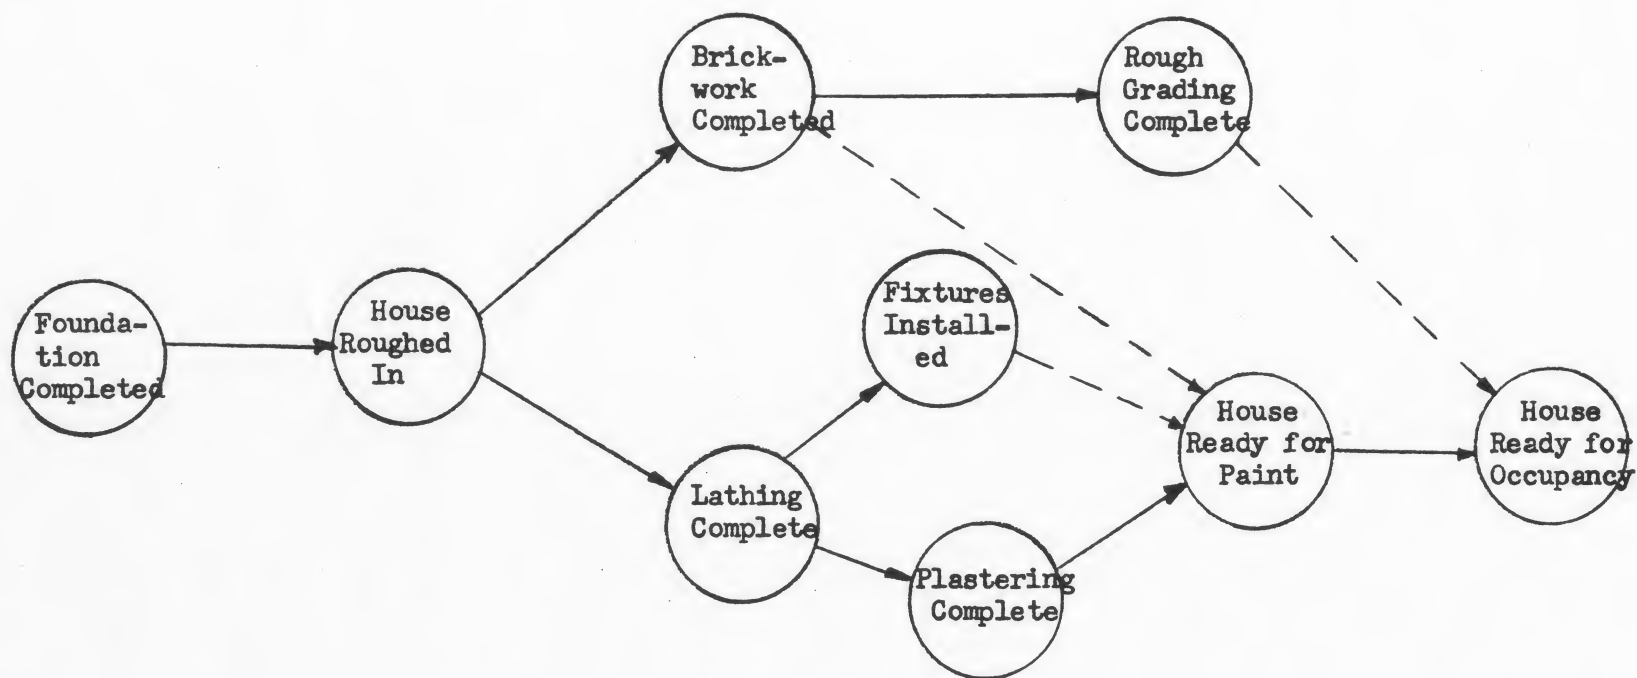 Brick-
work
Completed
Rough
Grading
Complete
Founda-
tion
Completed
House
Roughed
In
Fixtures
Install-
ed
Lathing
Complete
Plastering
Complete
House
Ready for
Paint
House
Ready for
Occupancy